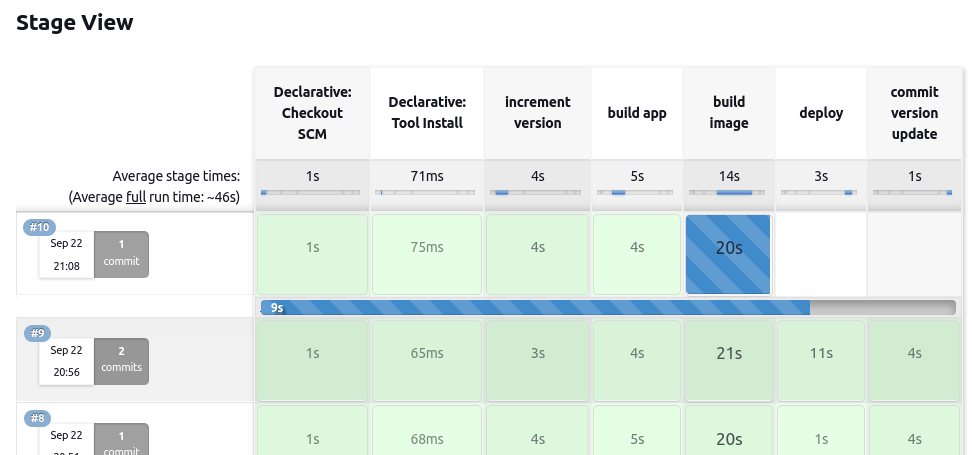 Stage View
Declarative:
Checkout
SCM
Declarative:
Tool Install
increment
version
build app
build
image
deploy
commit
version
update
Average stage times:
(Average full run time: ~46s)
1s
71ms
4s
5s
14s
3s
1s
#10
Sep 22
21:08
1
commit
1s
75ms
4s
4s
20s
9s
#9
Sep 22
20:56
2
commits
1s
65ms
3s
4s
21s
11s
4s
#8
Sep 22
1
commit
1s
68ms
4s
5s
20s
1s
4s